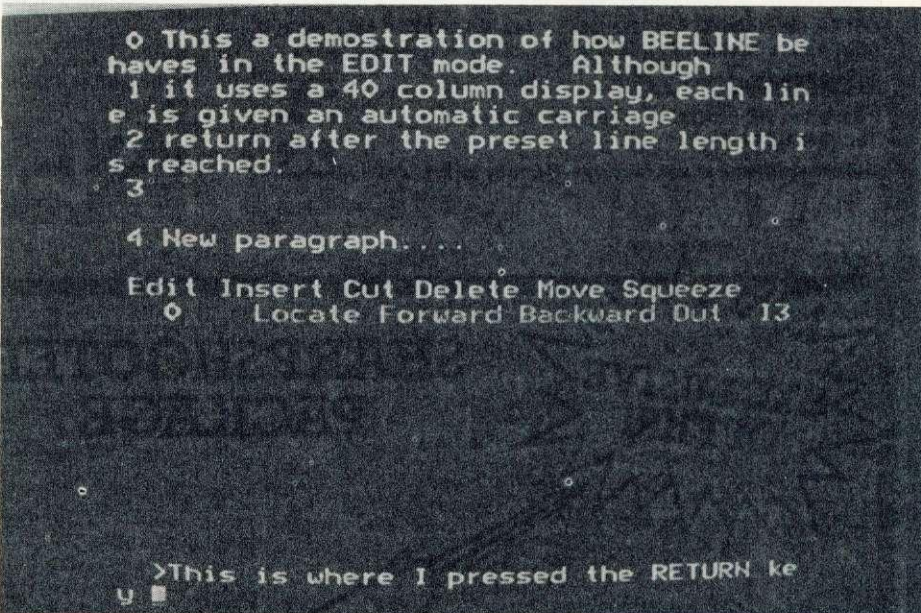 0 This a demostration of how BEELINE be
haves in the EDIT mode. Although
1 it uses a 40 column display, each lin
e is given an automatic carriage
2 return after the preset line length i
s reached.
3
4 New paragraph....
Edit Insert Cut Delete Move Squeeze
0 Locate Forward Backward Out 13
>This is where I pressed the RETURN ke
y